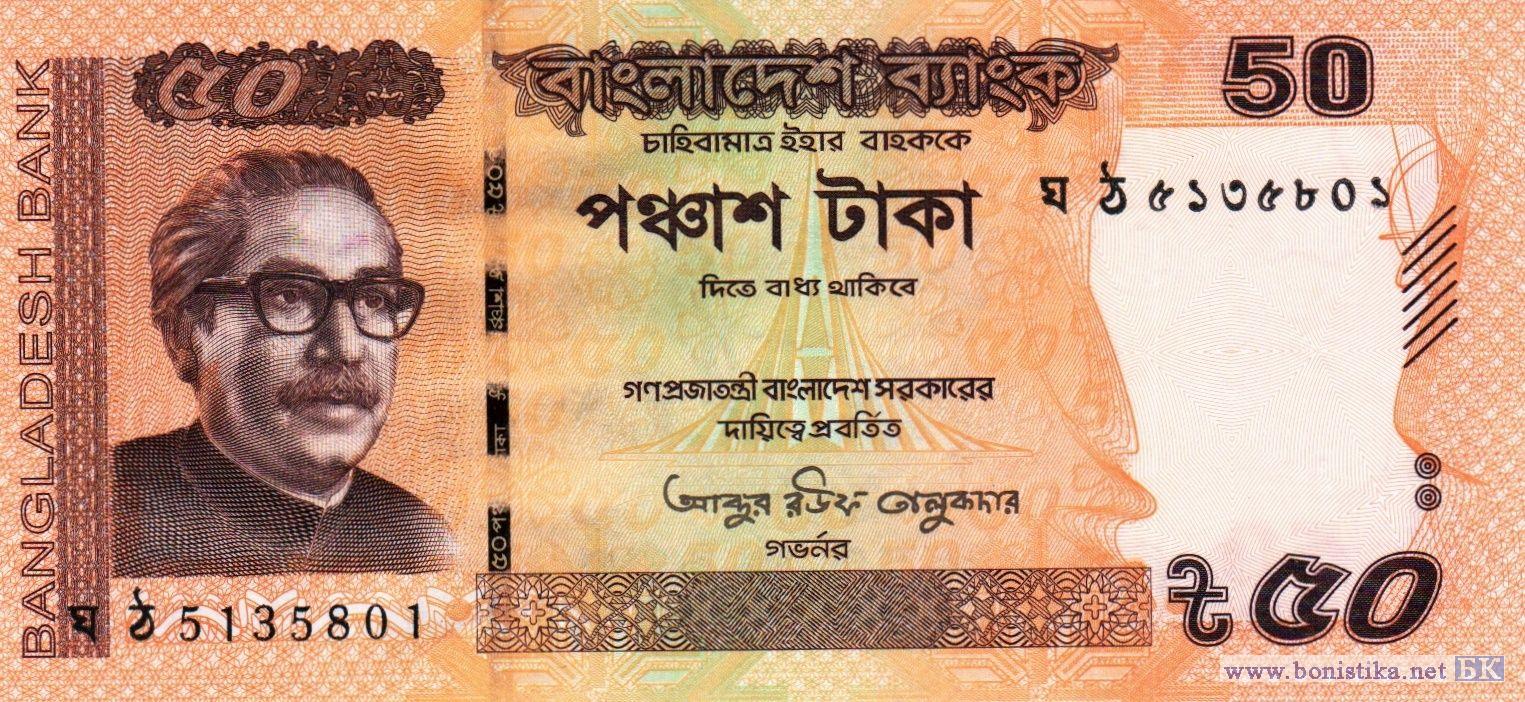 BANGLADESH BANK
৫০
বাংলাদেশ ব্যাংক
50
চাহিবামাত্র ইহার বাহককে
পঞ্চাশ টাকা
ঘ ঠ ৫১৩৫৮০১
দিতে বাধ্য থাকিবে
গণপ্রজাতন্ত্রী বাংলাদেশ সরকারের
দায়িত্বে প্রবর্তিত
আব্দুর রউফ তালুকদার
গভর্নর
ঘ ঠ 5135801
৳ ৫০
www.bonistika.net БК